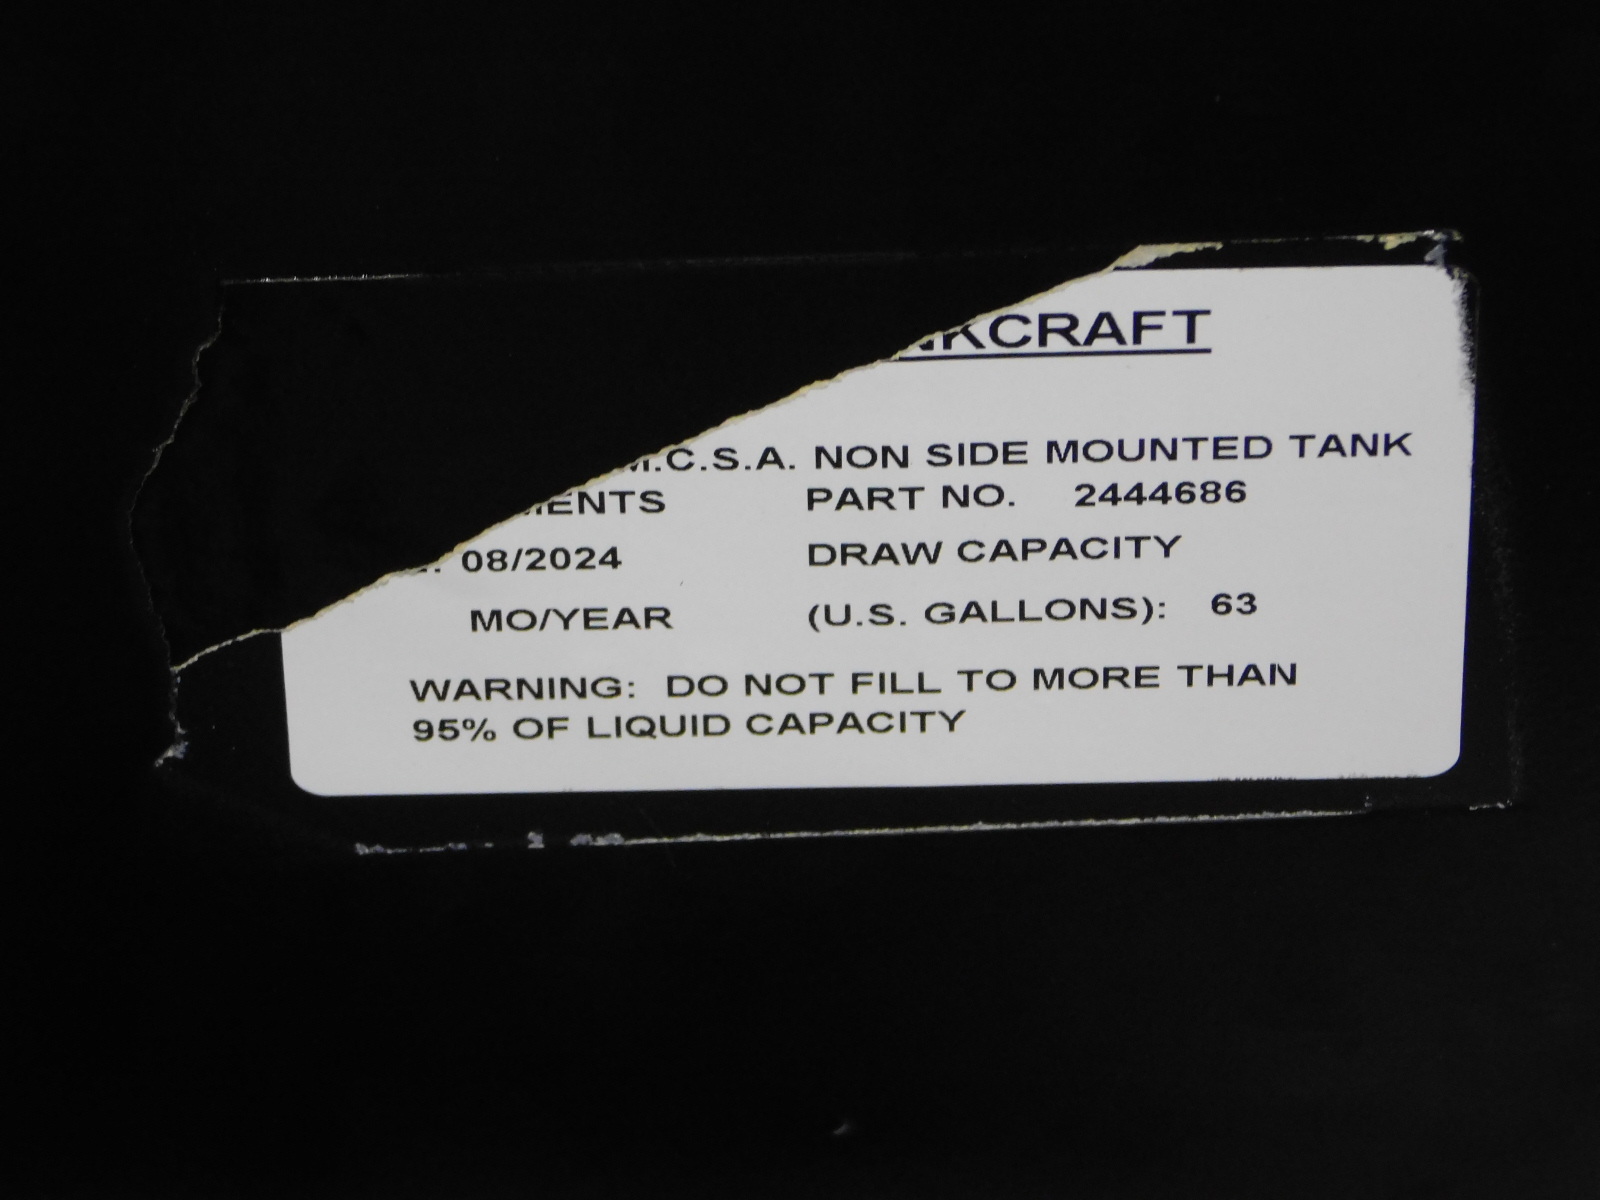 NKCRAFT
M.C.S.A. NON SIDE MOUNTED TANK
MENTS PART NO. 2444686
08/2024 DRAW CAPACITY
MO/YEAR (U.S. GALLONS): 63
WARNING: DO NOT FILL TO MORE THAN
95% OF LIQUID CAPACITY